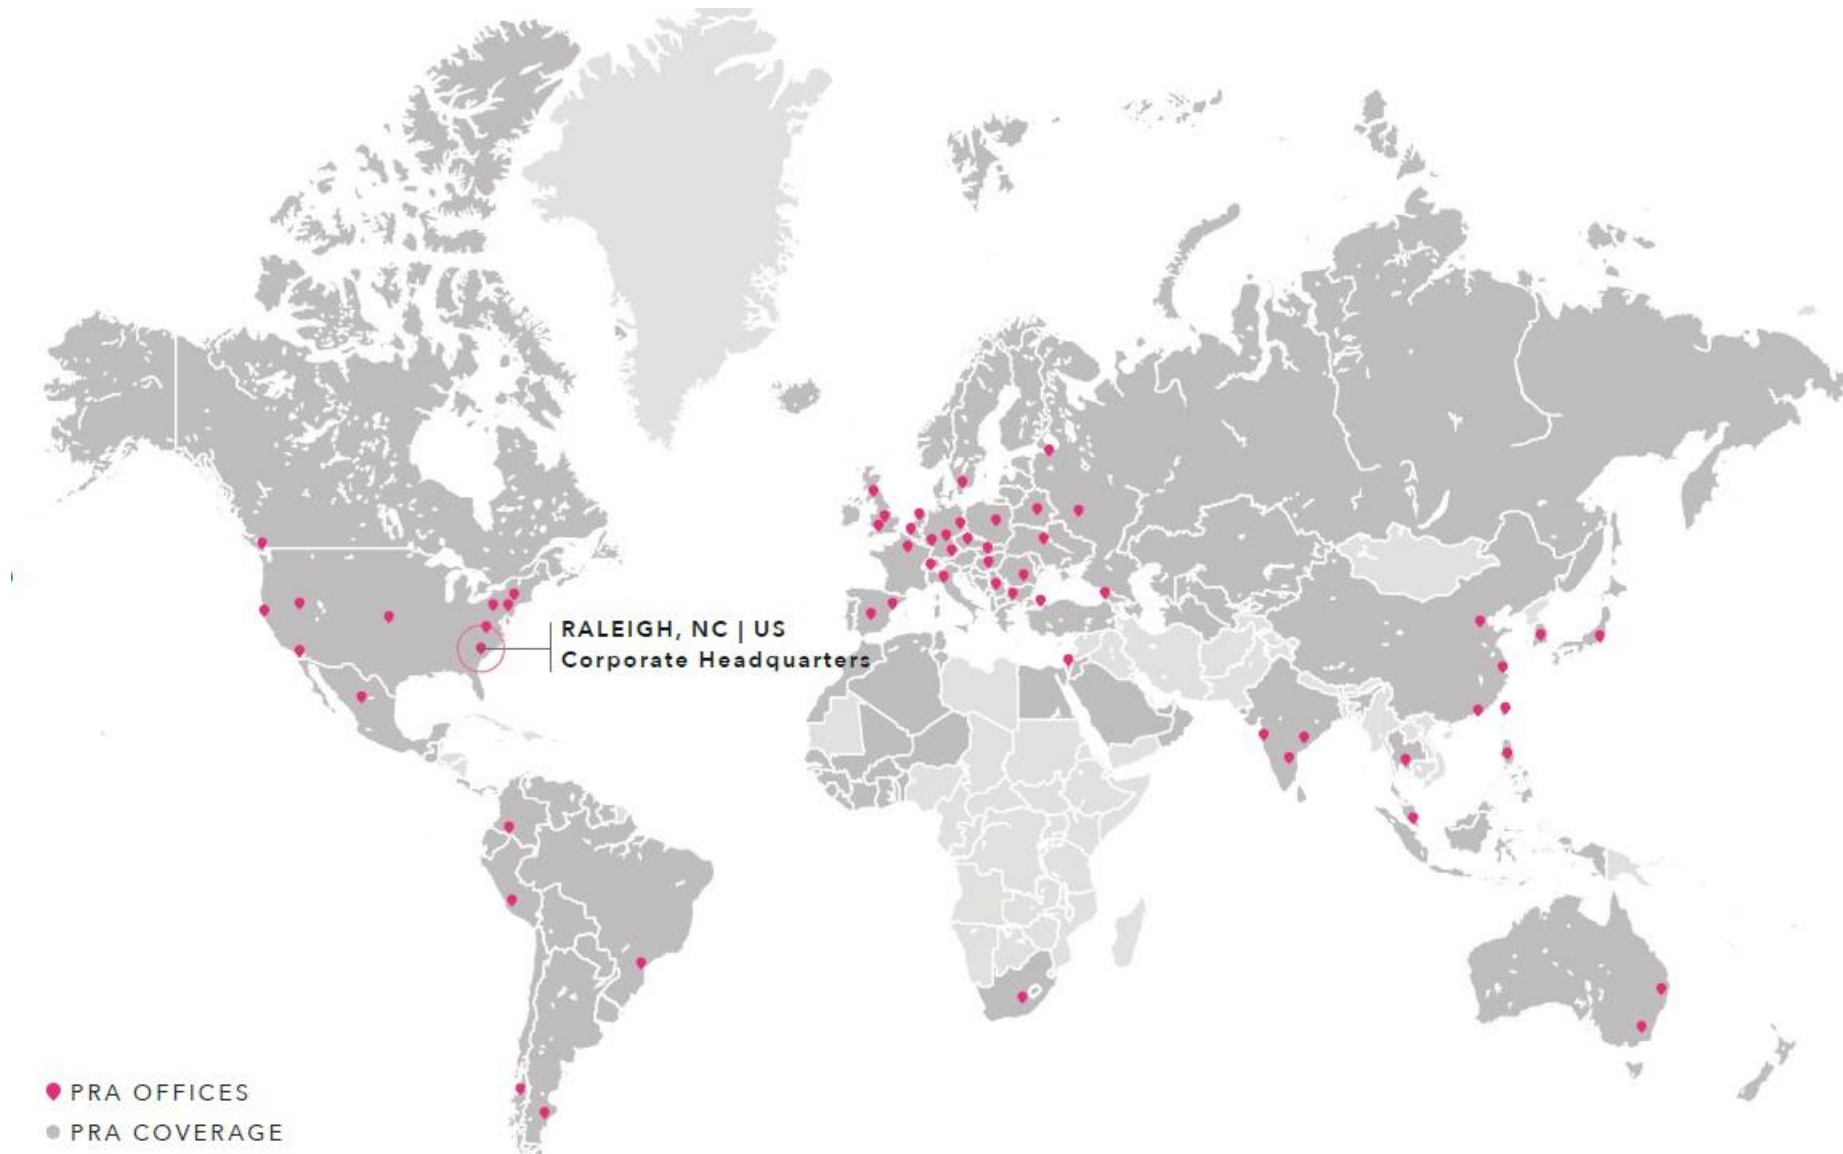 RALEIGH, NC | US
Corporate Headquarters
PRA OFFICES
PRA COVERAGE